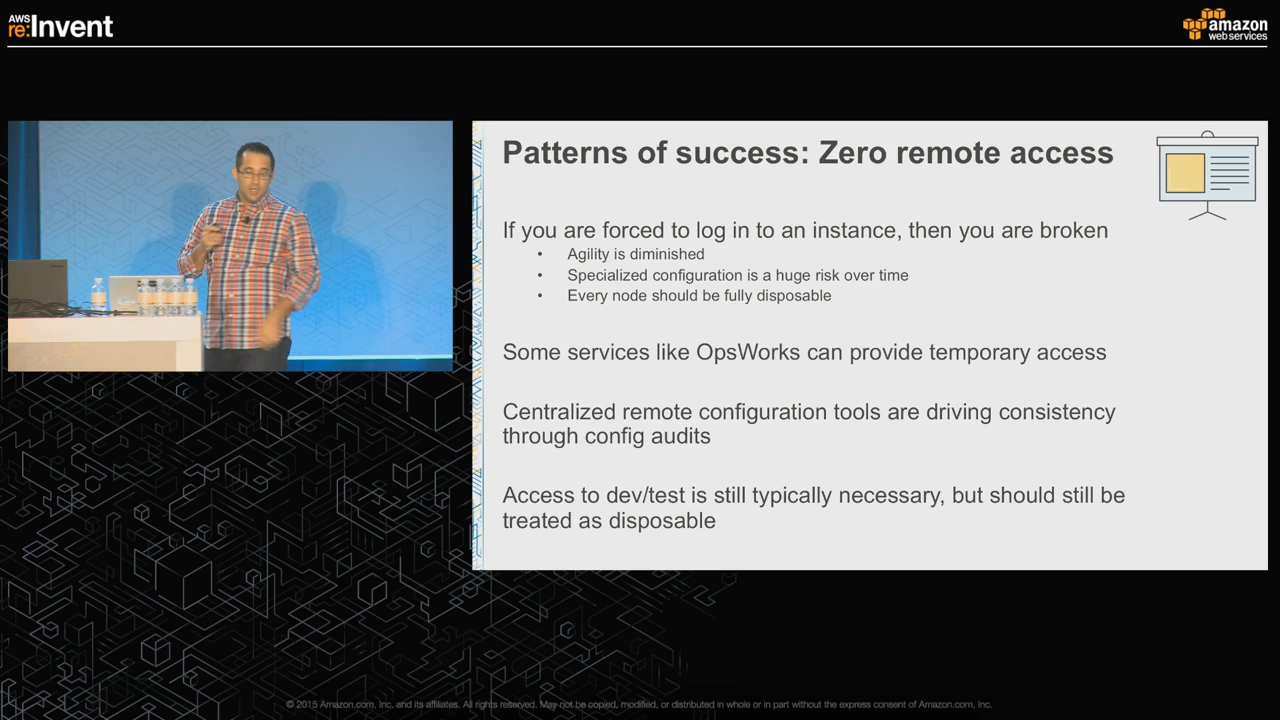 AWS
re:Invent
amazon
web services
Patterns of success: Zero remote access
If you are forced to log in to an instance, then you are broken
• Agility is diminished
• Specialized configuration is a huge risk over time
• Every node should be fully disposable
Some services like OpsWorks can provide temporary access
Centralized remote configuration tools are driving consistency
through config audits
Access to dev/test is still typically necessary, but should still be
treated as disposable
© 2015 Amazon.com, Inc. and its affiliates. All rights reserved. May not be copied, modified, or distributed in whole or in part without the express consent of Amazon.com, Inc.